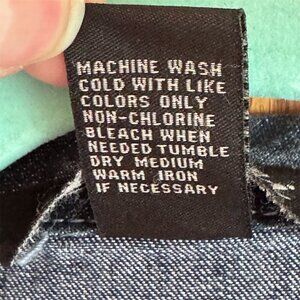 MACHINE WASH
COLD WITH LIKE
COLORS ONLY
NON-CHLORINE
BLEACH WHEN
NEEDED TUMBLE
DRY MEDIUM
WARM IRON
IF NECESSARY